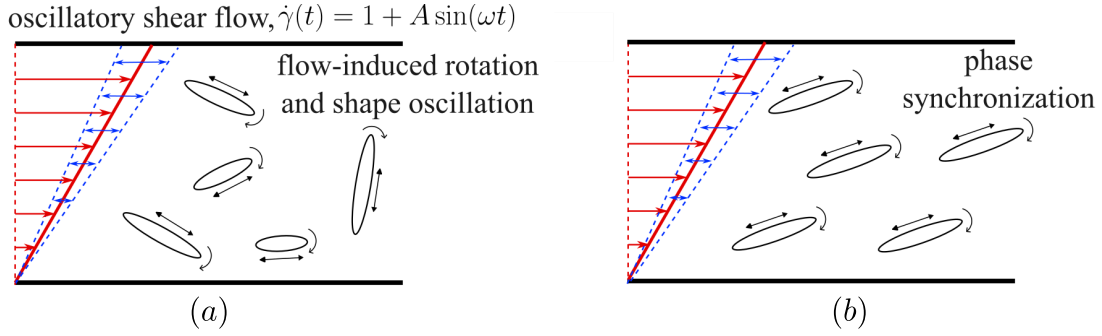 oscillatory shear flow, γ̇(t) = 1 + A sin(ωt)
flow-induced rotation
and shape oscillation
phase
synchronization
(a)
(b)